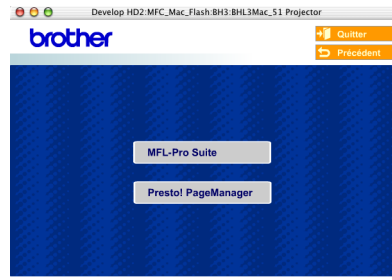 Develop HD2:MFC_Mac_Flash:BH3:BHL3Mac_51 Projector
brother
Quitter
Précédent
MFL-Pro Suite
Presto! PageManager